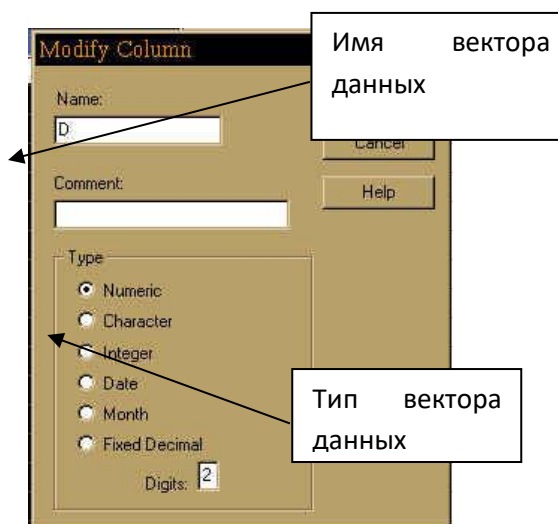 Modify Column
Имя вектора
данных
Name:
D
Cancel
Comment:
Help
Type
Numeric
Character
Integer
Date
Month
Fixed Decimal
Digits: 2
Тип вектора
данных